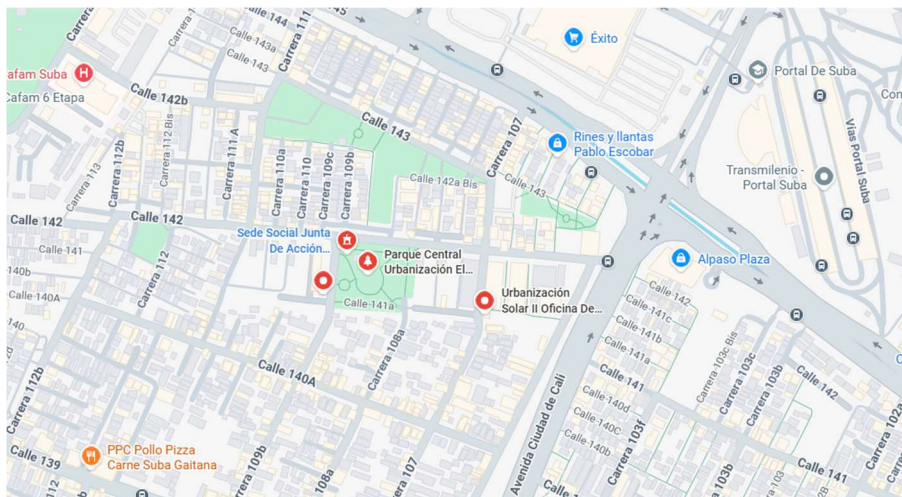 Carrera 111
Calle 144
145
Calle 143a
Calle 143
Éxito
afam Suba
Cafam 6 Etapa
Calle 142b
Portal De Suba
Con
Calle 143
Carrera 107
Rines y llantas
Pablo Escobar
Carrera 112 Bis
Carrera 111 A
Carrera 112b
Carrera 113
Carrera 110a
Carrera 110
Carrera 109c
Carrera 109b
Calle 142a Bis
Calle 143
Transmilenio -
Portal Suba
Vías Portal Suba
Calle 142
Calle 142
Sede Social Junta
De Acción...
Calle 141
Parque Central
Urbanización El...
Alpaso Plaza
140b
Calle 140A
Carrera 112
Urbanización
Solar II Oficina De...
Calle 141a
Calle 142
Calle 141c
Calle 141b
Calle 141a
140
Carrera 108a
Carrera 103c Bis
Carrera 103c
Carrera 103b
Calle 142
Calle 140A
Calle 141
Carrera 112b
Calle 140d
Calle 140C
Calle 140b
Carrera 103f
Avenida Ciudad de Cali
Carrera 102a
PPC Pollo Pizza
Carne Suba Gaitana
Calle 139
Carrera 109b
108a
Carrera 107
Carrera 103b
Calle 141